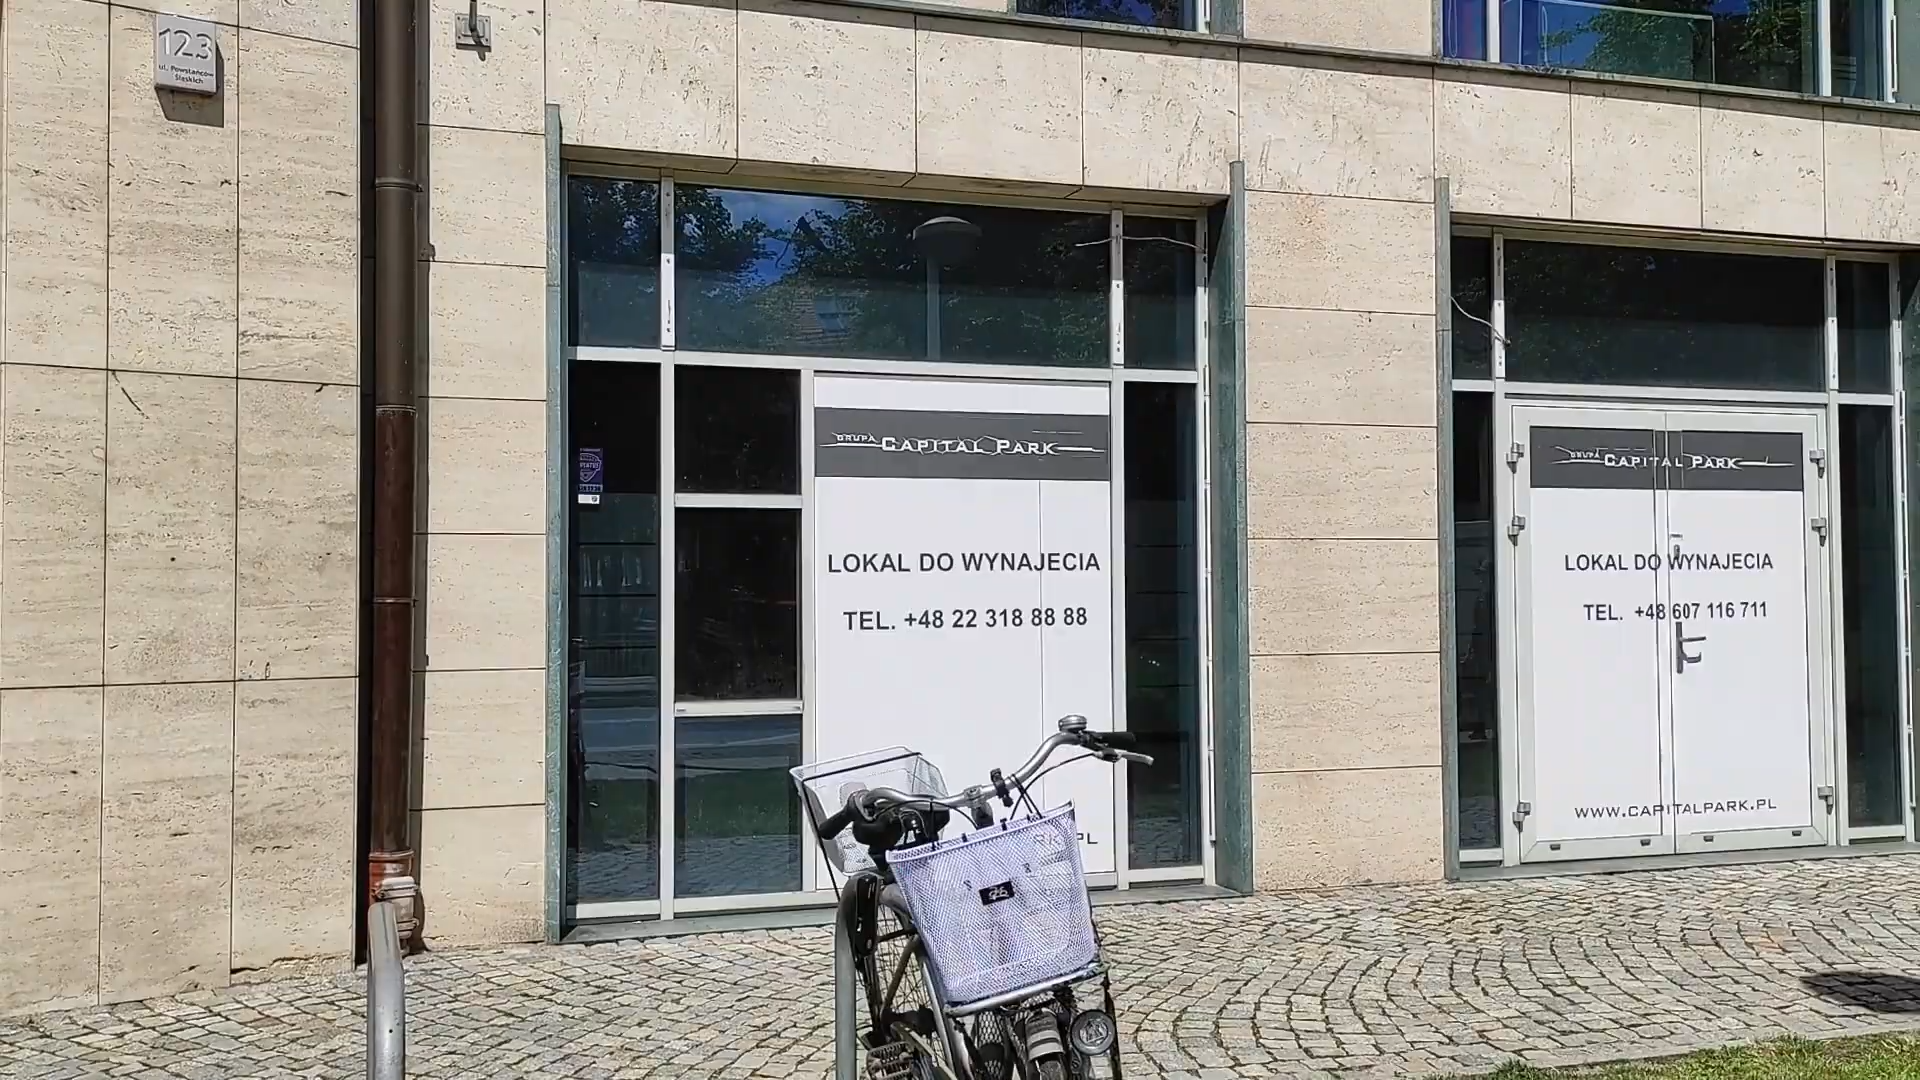 123
ul. Powstańców
Śląskich
GRUPA CAPITAL PARK
LOKAL DO WYNAJECIA
TEL. +48 22 318 88 88
GRUPA CAPITAL PARK
LOKAL DO WYNAJECIA
TEL. +48 607 116 711
WWW.CAPITALPARK.PL